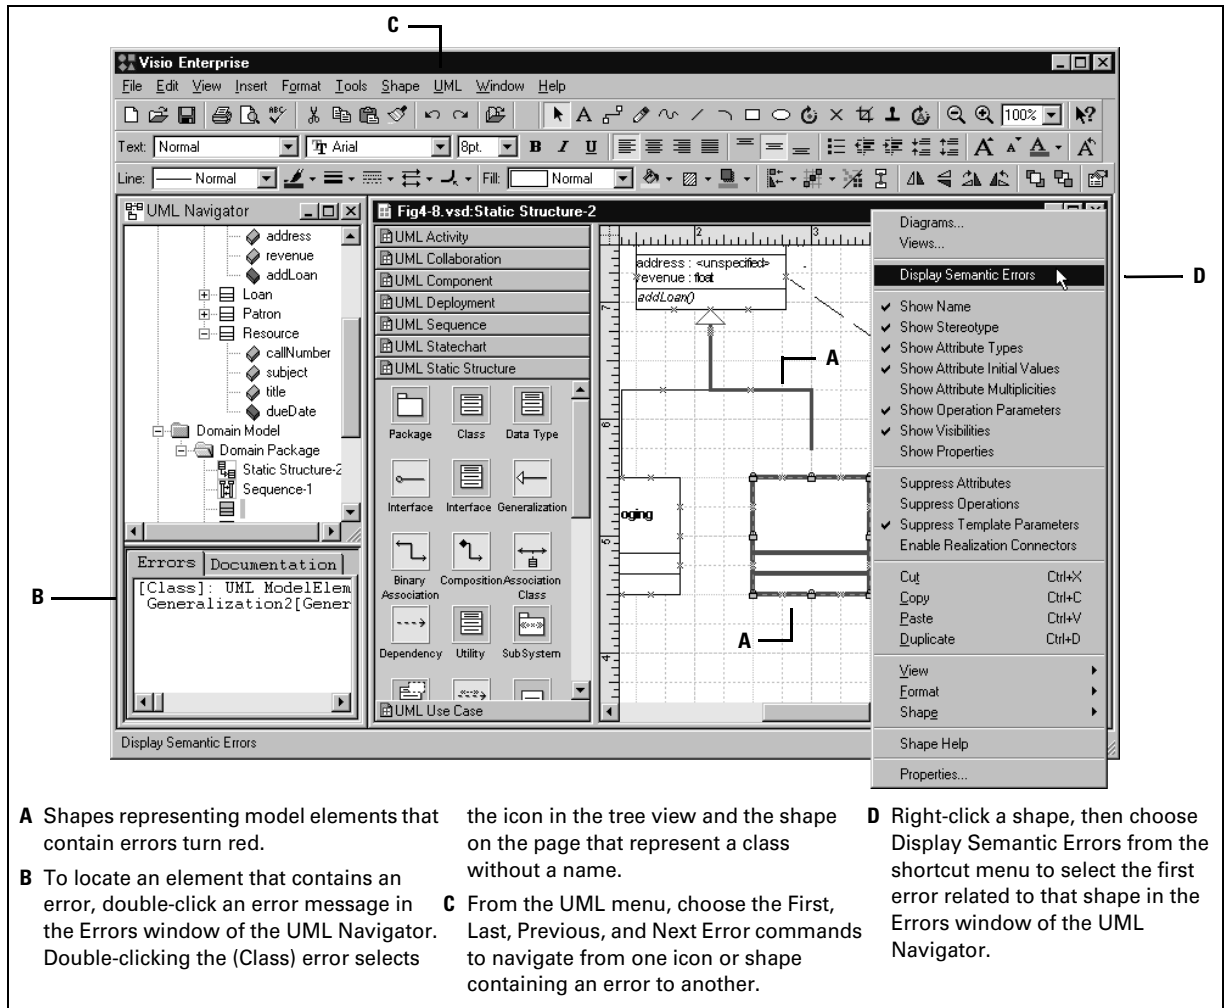 C
Visio Enterprise
File Edit View Insert Format Tools Shape UML Window Help
100%
Text: Normal Arial 8pt. B I U
Line: Normal Fill: Normal
UML Navigator
address
revenue
addLoan
Loan
Patron
Resource
callNumber
subject
title
dueDate
Domain Model
Domain Package
Static Structure-2
Sequence-1
Errors Documentation
[Class]: UML ModelElem
Generalization2[Gener
B
Fig4-8.vsd:Static Structure-2
UML Activity
UML Collaboration
UML Component
UML Deployment
UML Sequence
UML Statechart
UML Static Structure
Package Class Data Type
Interface Interface Generalization
Binary Association Composition Association Class
Dependency Utility SubSystem
UML Use Case
2 3
7
6
5
4
address : <unspecified>
revenue : float
addLoan()
A
oging
A
Diagrams...
Views...
Display Semantic Errors
D
Show Name
Show Stereotype
Show Attribute Types
Show Attribute Initial Values
Show Attribute Multiplicities
Show Operation Parameters
Show Visibilities
Show Properties
Suppress Attributes
Suppress Operations
Suppress Template Parameters
Enable Realization Connectors
Cut Ctrl+X
Copy Ctrl+C
Paste Ctrl+V
Duplicate Ctrl+D
View
Format
Shape
Shape Help
Properties...
Display Semantic Errors
A Shapes representing model elements that
contain errors turn red.
B To locate an element that contains an
error, double-click an error message in
the Errors window of the UML Navigator.
Double-clicking the (Class) error selects
the icon in the tree view and the shape
on the page that represent a class
without a name.
C From the UML menu, choose the First,
Last, Previous, and Next Error commands
to navigate from one icon or shape
containing an error to another.
D Right-click a shape, then choose
Display Semantic Errors from the
shortcut menu to select the first
error related to that shape in the
Errors window of the UML
Navigator.